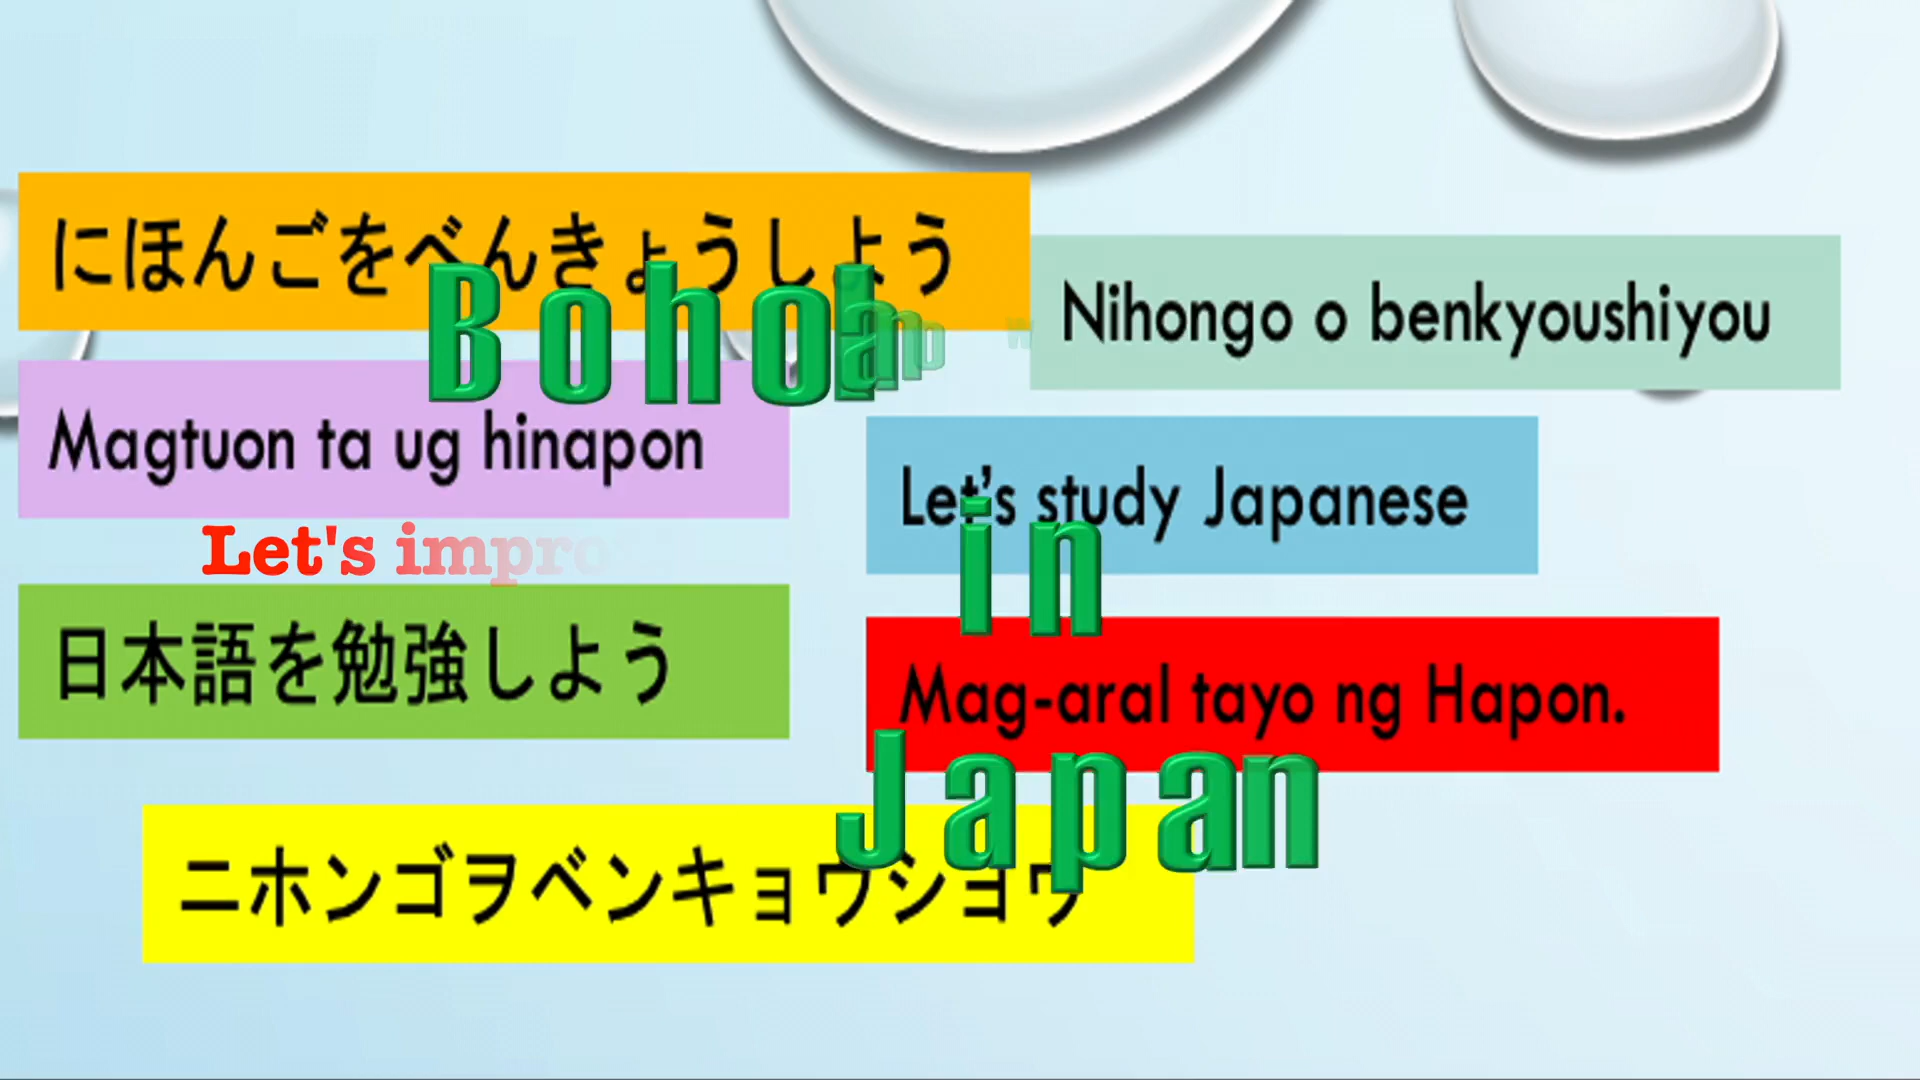 にほんごをべんきょうしよう
Nihongo o benkyoushiyou
Magtuon ta ug hinapon
Let's study Japanese
Let's
日本語を勉強しよう
Mag-aral tayo ng Hapon.
ニホンゴヲベンキョウシヨウ
in
Japan